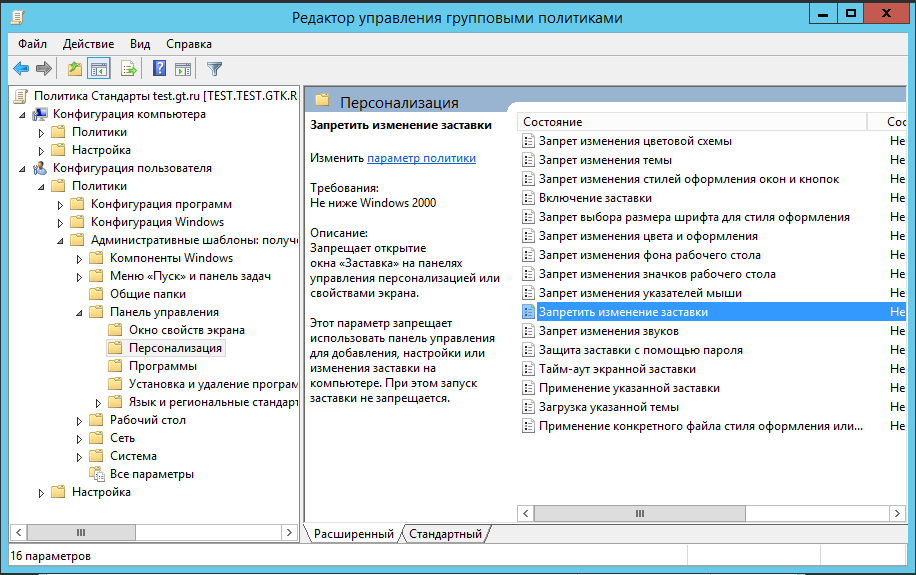 Редактор управления групповыми политиками
Файл Действие Вид Справка
Политика Стандарты test.gt.ru [TEST.TEST.GTK.R
Конфигурация компьютера
Политики
Настройка
Конфигурация пользователя
Политики
Конфигурация программ
Конфигурация Windows
Административные шаблоны: получе
Компоненты Windows
Меню «Пуск» и панель задач
Общие папки
Панель управления
Окно свойств экрана
Персонализация
Программы
Установка и удаление програм
Язык и региональные стандарт
Рабочий стол
Сеть
Система
Все параметры
Настройка
Персонализация
Запретить изменение заставки
Изменить параметр политики
Требования:
Не ниже Windows 2000
Описание:
Запрещает открытие
окна «Заставка» на панелях
управления персонализацией или
свойствами экрана.
Этот параметр запрещает
использовать панель управления
для добавления, настройки или
изменения заставки на
компьютере. При этом запуск
заставки не запрещается.
Состояние Сос
Запрет изменения цветовой схемы Не
Запрет изменения темы Не
Запрет изменения стилей оформления окон и кнопок Не
Включение заставки Не
Запрет выбора размера шрифта для стиля оформления Не
Запрет изменения цвета и оформления Не
Запрет изменения фона рабочего стола Не
Запрет изменения значков рабочего стола Не
Запрет изменения указателей мыши Не
Запретить изменение заставки Не
Запрет изменения звуков Не
Защита заставки с помощью пароля Не
Тайм-аут экранной заставки Не
Применение указанной заставки Не
Загрузка указанной темы Не
Применение конкретного файла стиля оформления или... Не
Расширенный Стандартный
16 параметров